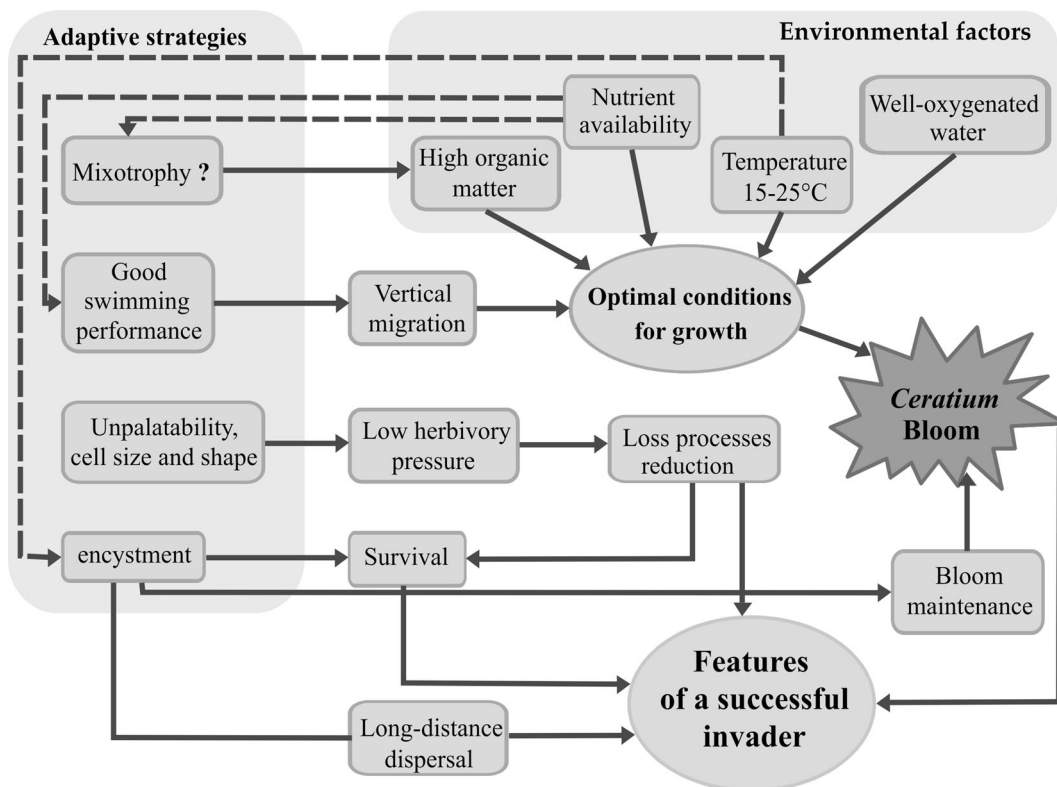 Adaptive strategies
Environmental factors
Nutrient
availability
Well-oxygenated
water
Mixotrophy ?
High organic
matter
Temperature
15-25°C
Good
swimming
performance
Vertical
migration
Optimal conditions
for growth
Ceratium
Bloom
Unpalatability,
cell size and shape
Low herbivory
pressure
Loss processes
reduction
encystment
Survival
Bloom
maintenance
Features
of a successful
invader
Long-distance
dispersal